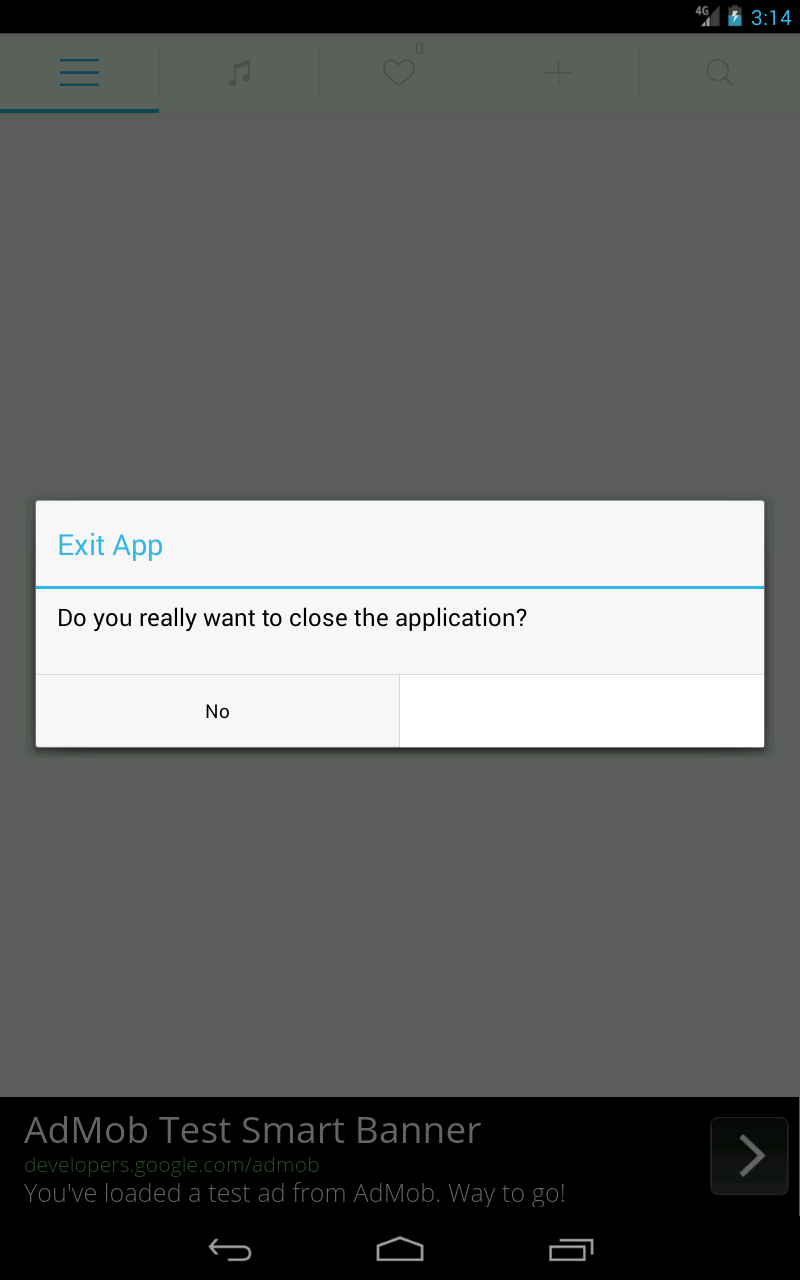 4G 3:14
0
Exit App
Do you really want to close the application?
No
AdMob Test Smart Banner
developers.google.com/admob
You've loaded a test ad from AdMob. Way to go!